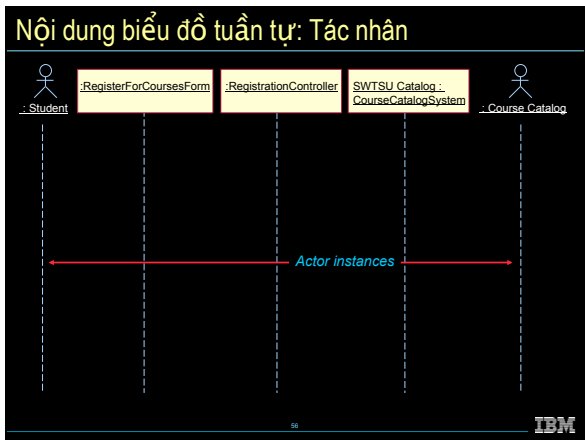 Nội dung biểu đồ tuần tự: Tác nhân
: Student
:RegisterForCoursesForm
:RegistrationController
SWTSU Catalog :
CourseCatalogSystem
: Course Catalog
Actor instances
56
IBM